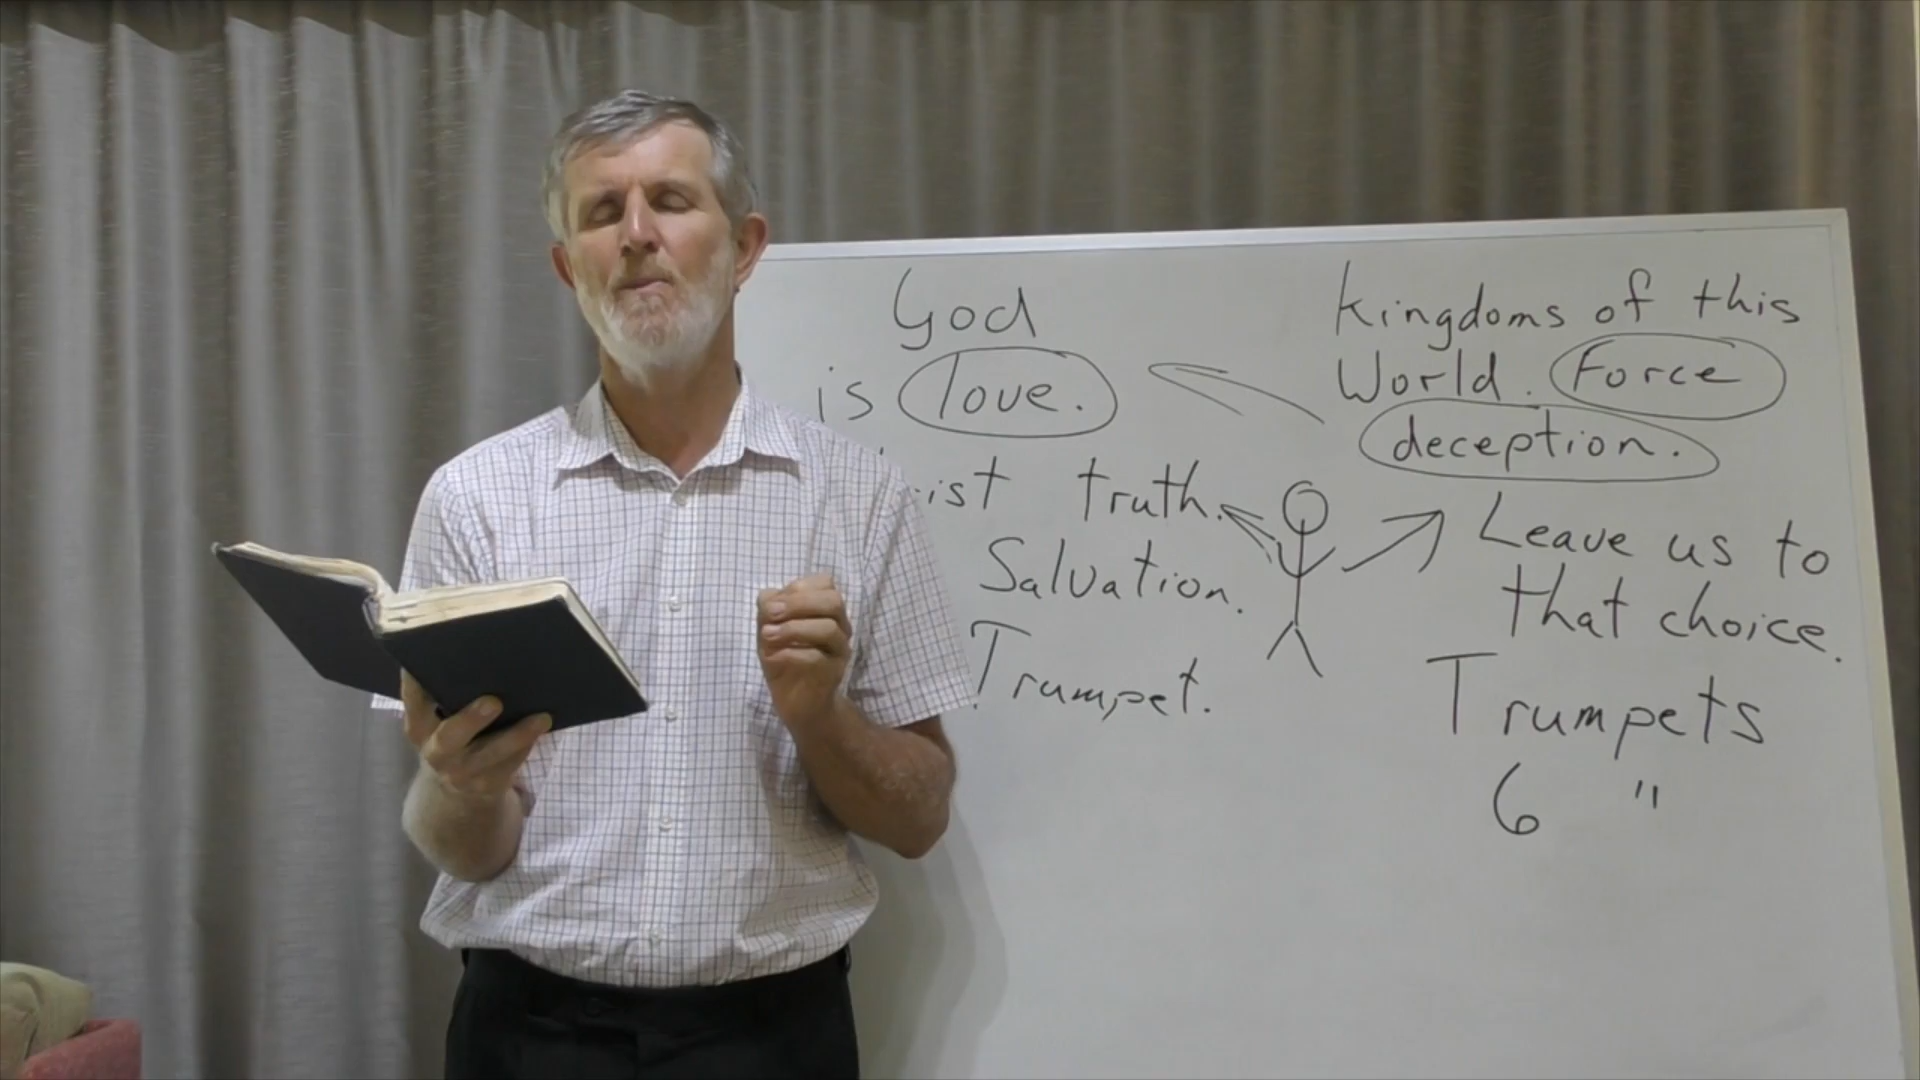 God
is love.
truth.
Salvation.
Trumpet.
Kingdoms of this
World. Force
deception.
Leave us to
that choice.
Trumpets
6 "